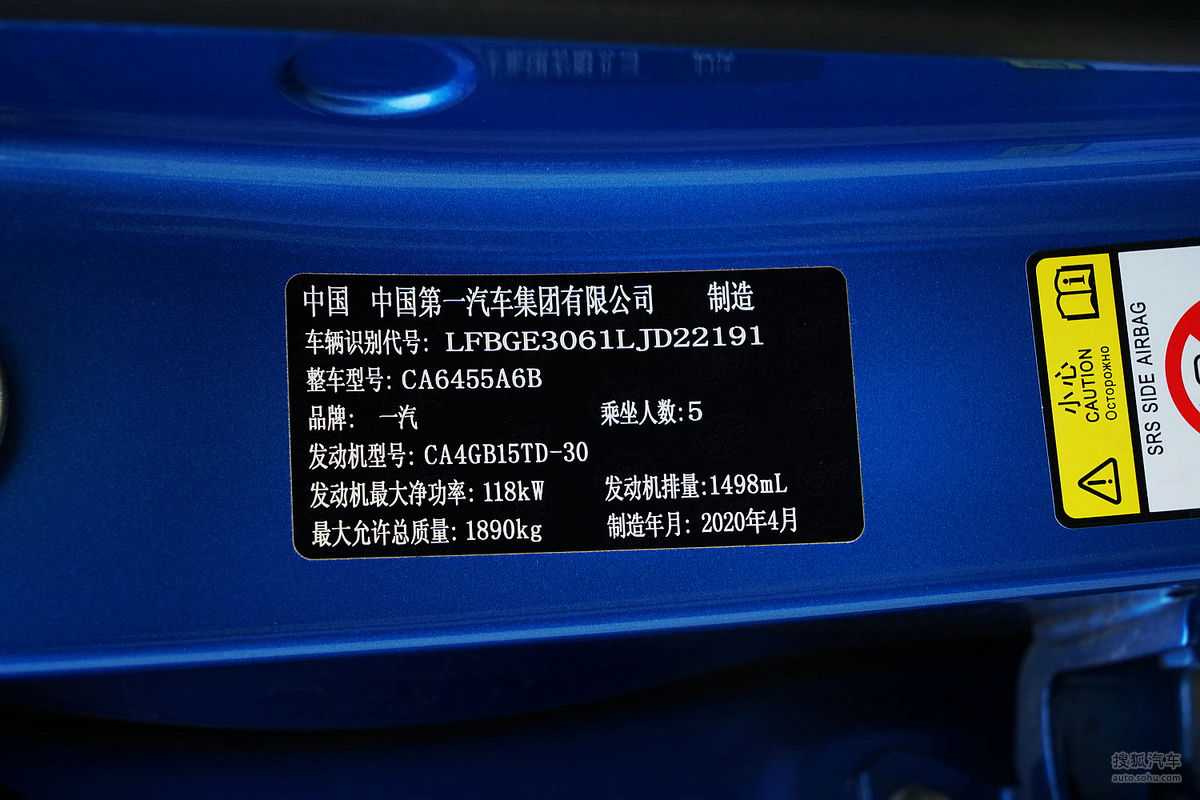 中国 中国第一汽车集团有限公司 制造
车辆识别代号: LFBGE3061LJD22191
整车型号: CA6455A6B
品牌: 一汽 乘坐人数:5
发动机型号: CA4GB15TD-30
发动机最大净功率: 118kW 发动机排量:1498mL
最大允许总质量: 1890kg 制造年月: 2020年4月
小心
CAUTION
Осторожно
SRS SIDE AIRBAG
搜狐汽车
auto.sohu.com